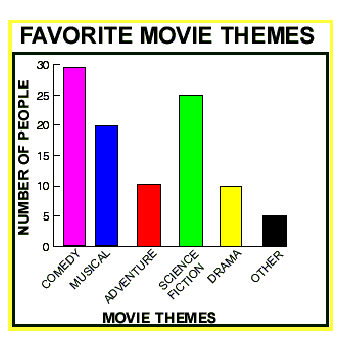 FAVORITE MOVIE THEMES
NUMBER OF PEOPLE
30
25
20
15
10
5
0
COMEDY
MUSICAL
ADVENTURE
SCIENCE
FICTION
DRAMA
OTHER
MOVIE THEMES